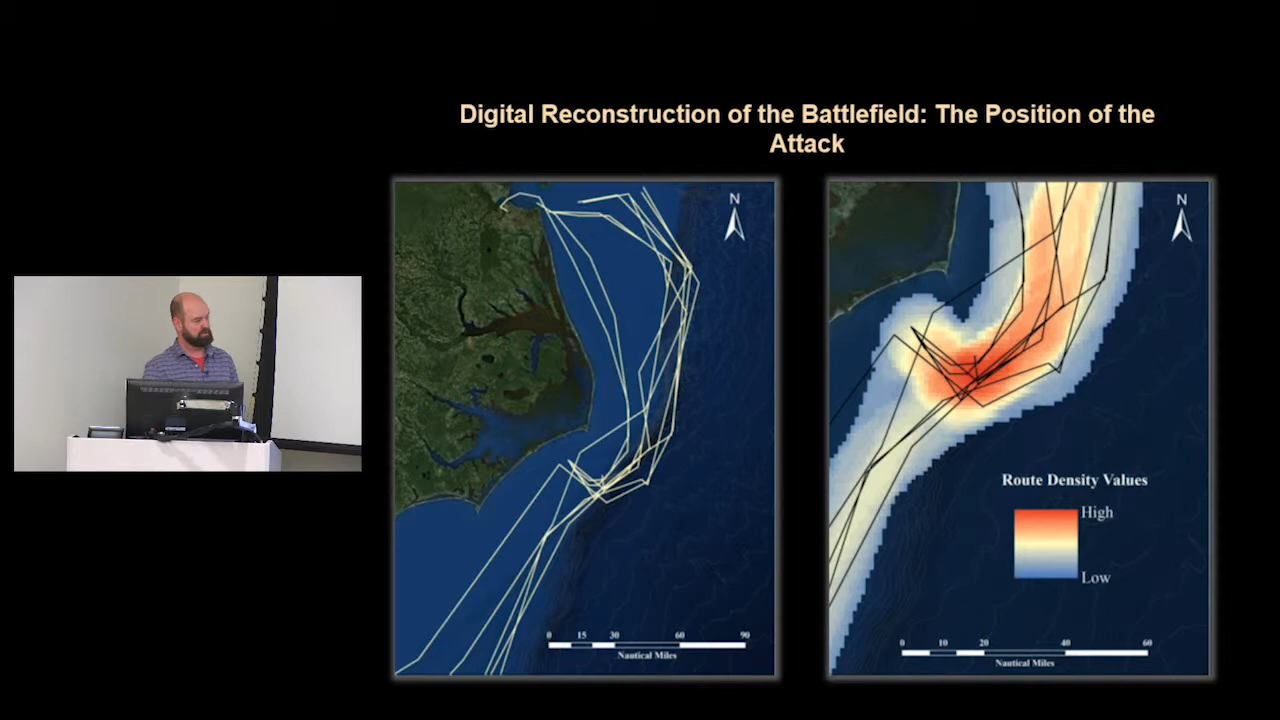 Digital Reconstruction of the Battlefield: The Position of the
Attack
N
0 15 30 60 90
Nautical Miles
N
Route Density Values
High
Low
0 10 20 40 60
Nautical Miles